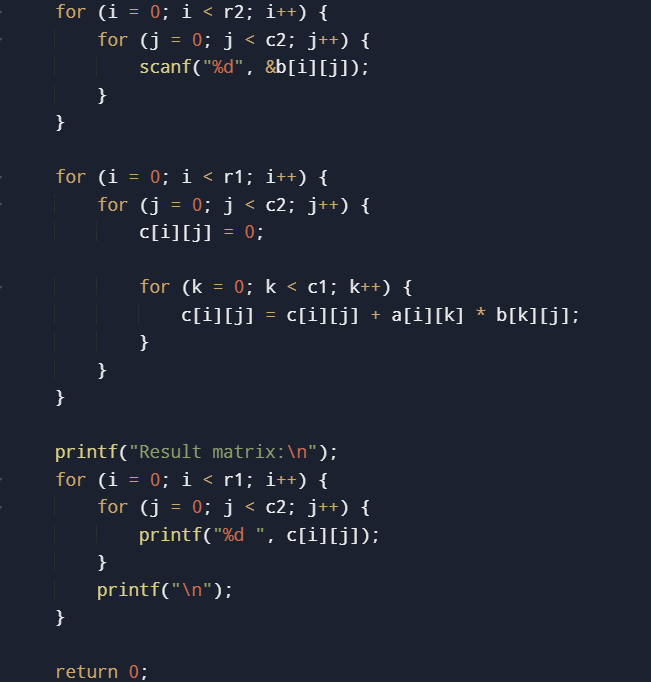 for (i = 0; i < r2; i++) {
for (j = 0; j < c2; j++) {
scanf("%d", &b[i][j]);
}
}
for (i = 0; i < r1; i++) {
for (j = 0; j < c2; j++) {
c[i][j] = 0;
for (k = 0; k < c1; k++) {
c[i][j] = c[i][j] + a[i][k] * b[k][j];
}
}
}
printf("Result matrix:\n");
for (i = 0; i < r1; i++) {
for (j = 0; j < c2; j++) {
printf("%d ", c[i][j]);
}
printf("\n");
}
return 0;